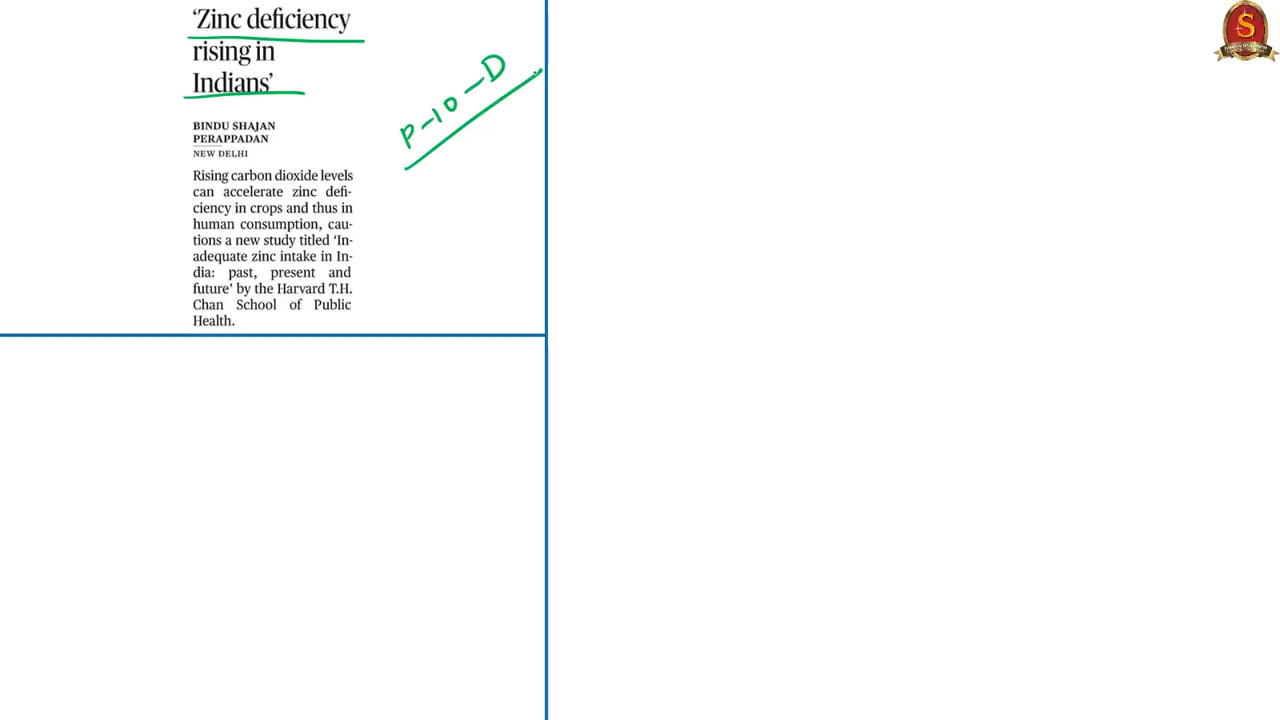 ‘Zinc deficiency
rising in
Indians’
BINDU SHAJAN
PERAPPADAN
NEW DELHI
Rising carbon dioxide levels
can accelerate zinc defi-
ciency in crops and thus in
human consumption, cau-
tions a new study titled ‘In-
adequate zinc intake in In-
dia: past, present and
future’ by the Harvard T.H.
Chan School of Public
Health.
P-10-D
S